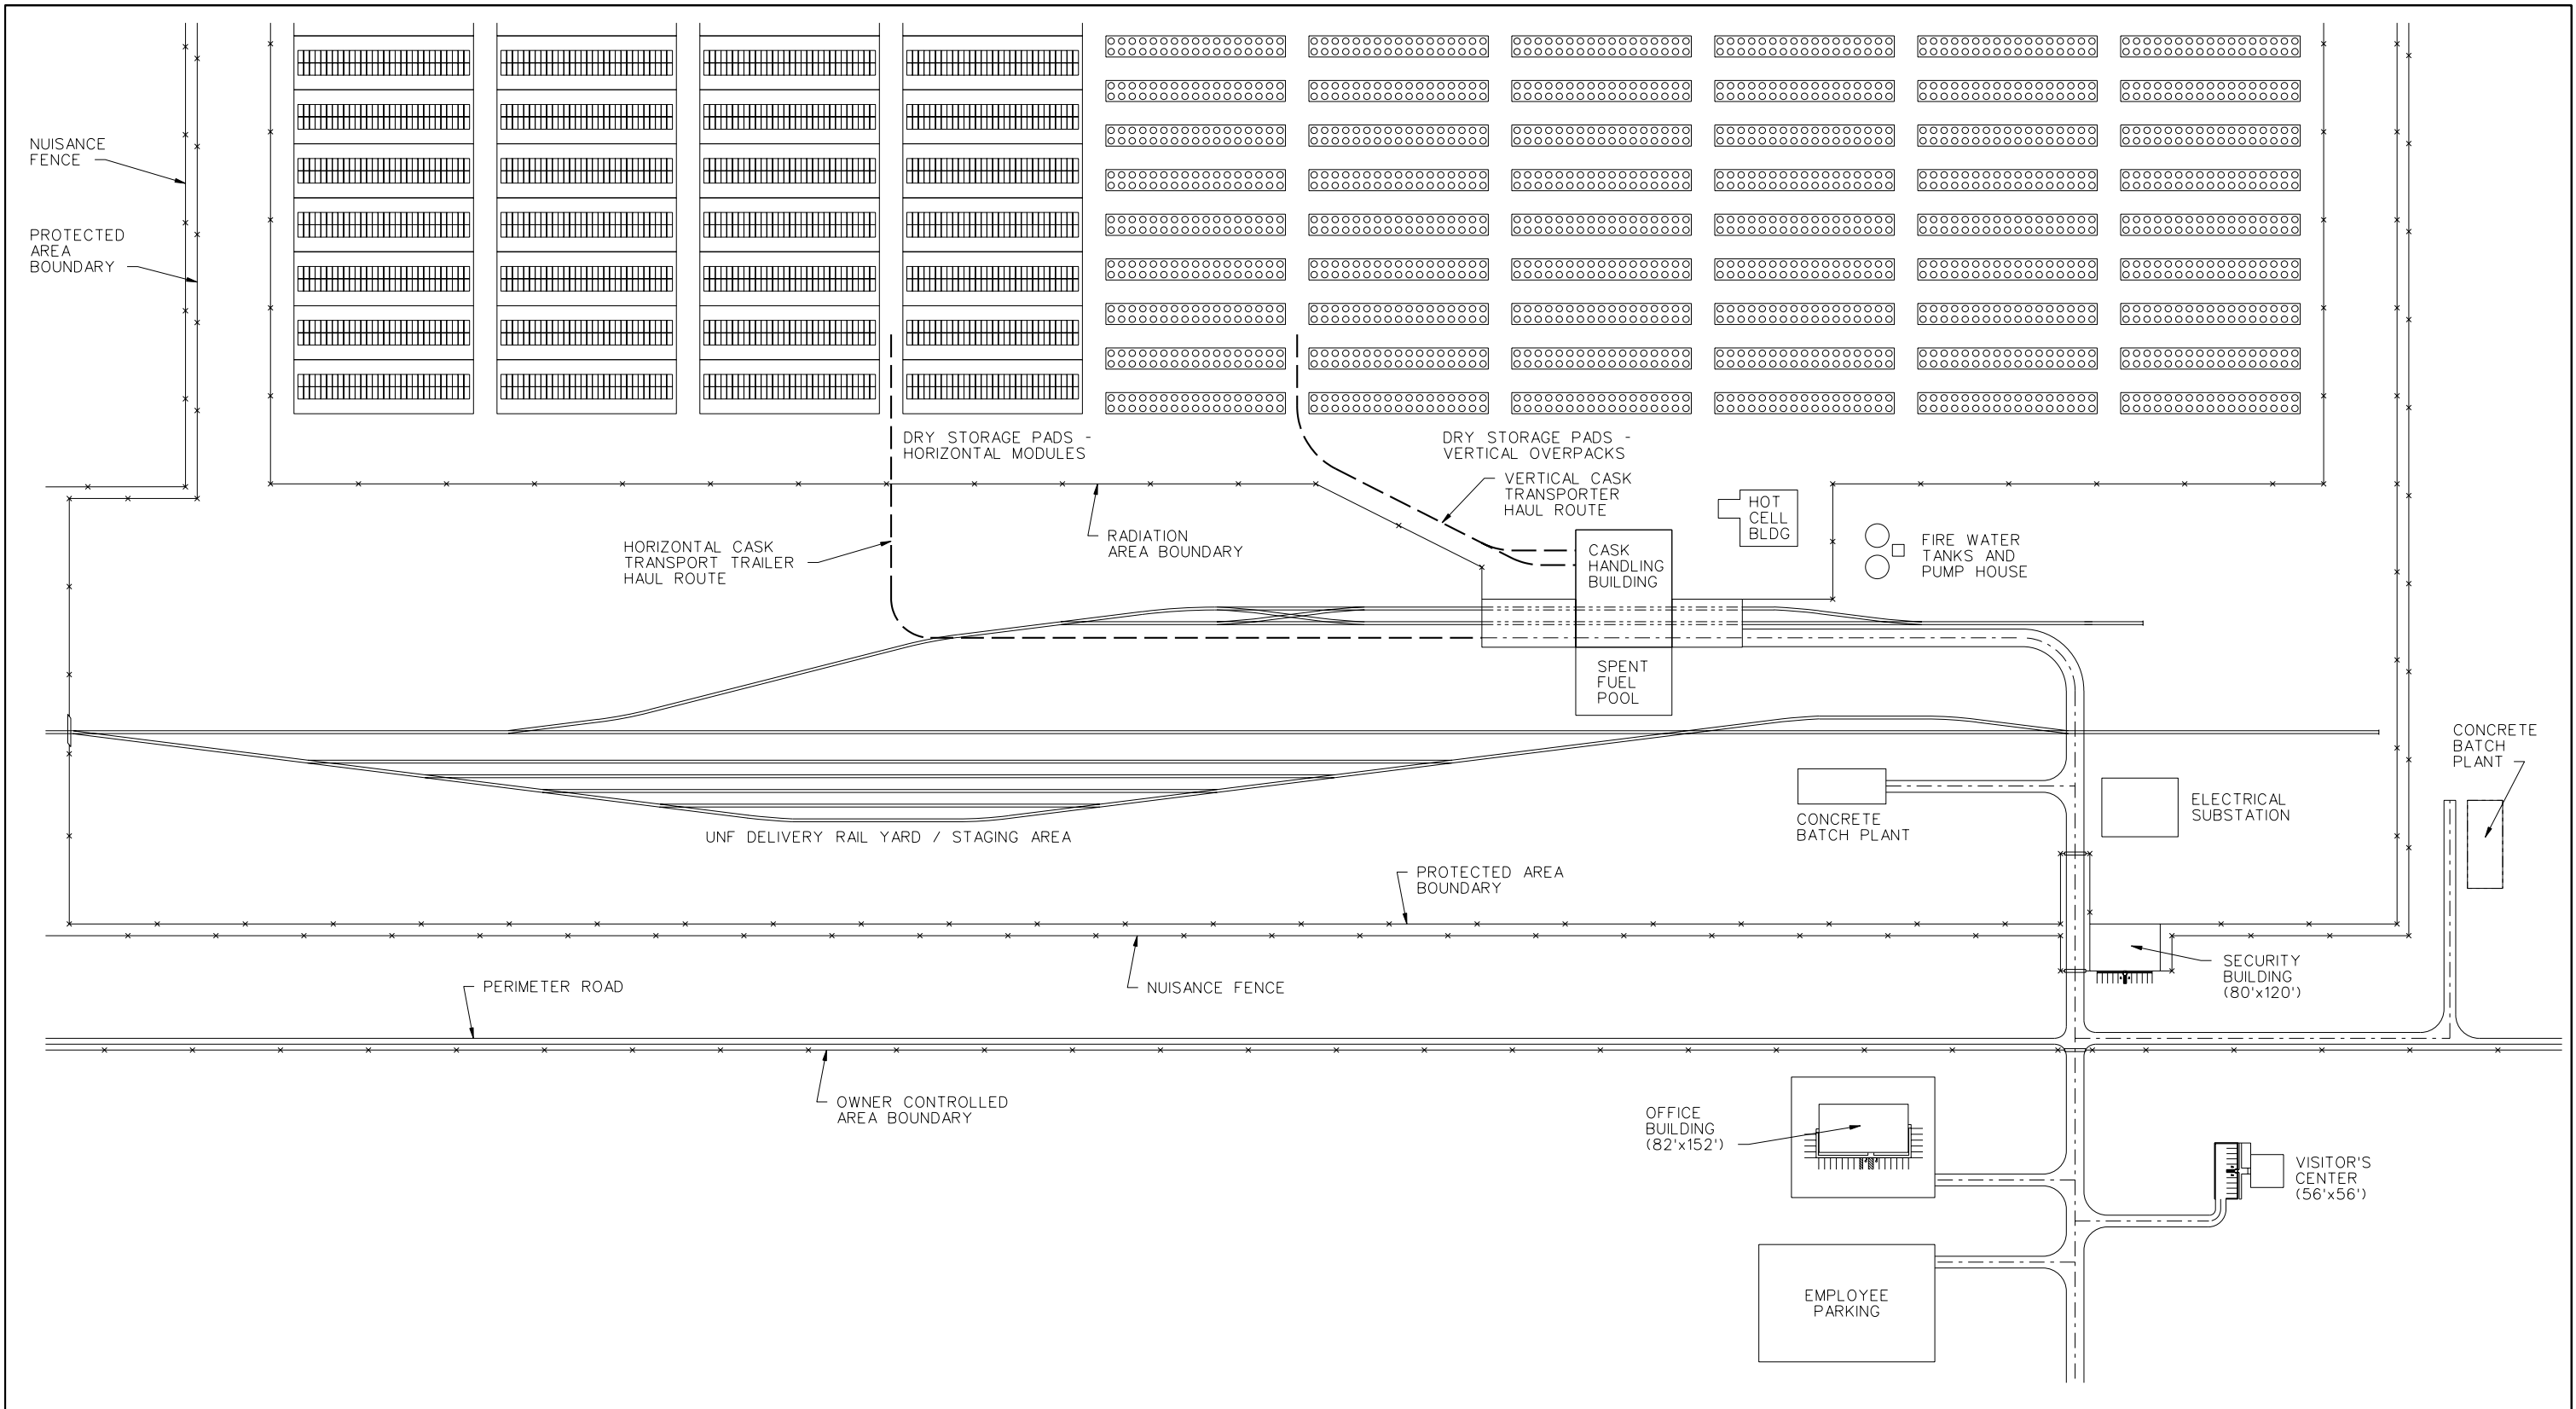 NUISANCE
FENCE
PROTECTED
AREA
BOUNDARY
DRY STORAGE PADS -
HORIZONTAL MODULES
DRY STORAGE PADS -
VERTICAL OVERPACKS
VERTICAL CASK
TRANSPORTER
HAUL ROUTE
HOT
CELL
BLDG
RADIATION
AREA BOUNDARY
HORIZONTAL CASK
TRANSPORT TRAILER
HAUL ROUTE
CASK
HANDLING
BUILDING
FIRE WATER
TANKS AND
PUMP HOUSE
SPENT
FUEL
POOL
CONCRETE
BATCH
PLANT
ELECTRICAL
SUBSTATION
CONCRETE
BATCH PLANT
UNF DELIVERY RAIL YARD / STAGING AREA
PROTECTED AREA
BOUNDARY
SECURITY
BUILDING
(80'x120')
PERIMETER ROAD
NUISANCE FENCE
OWNER CONTROLLED
AREA BOUNDARY
OFFICE
BUILDING
(82'x152')
VISITOR'S
CENTER
(56'x56')
EMPLOYEE
PARKING